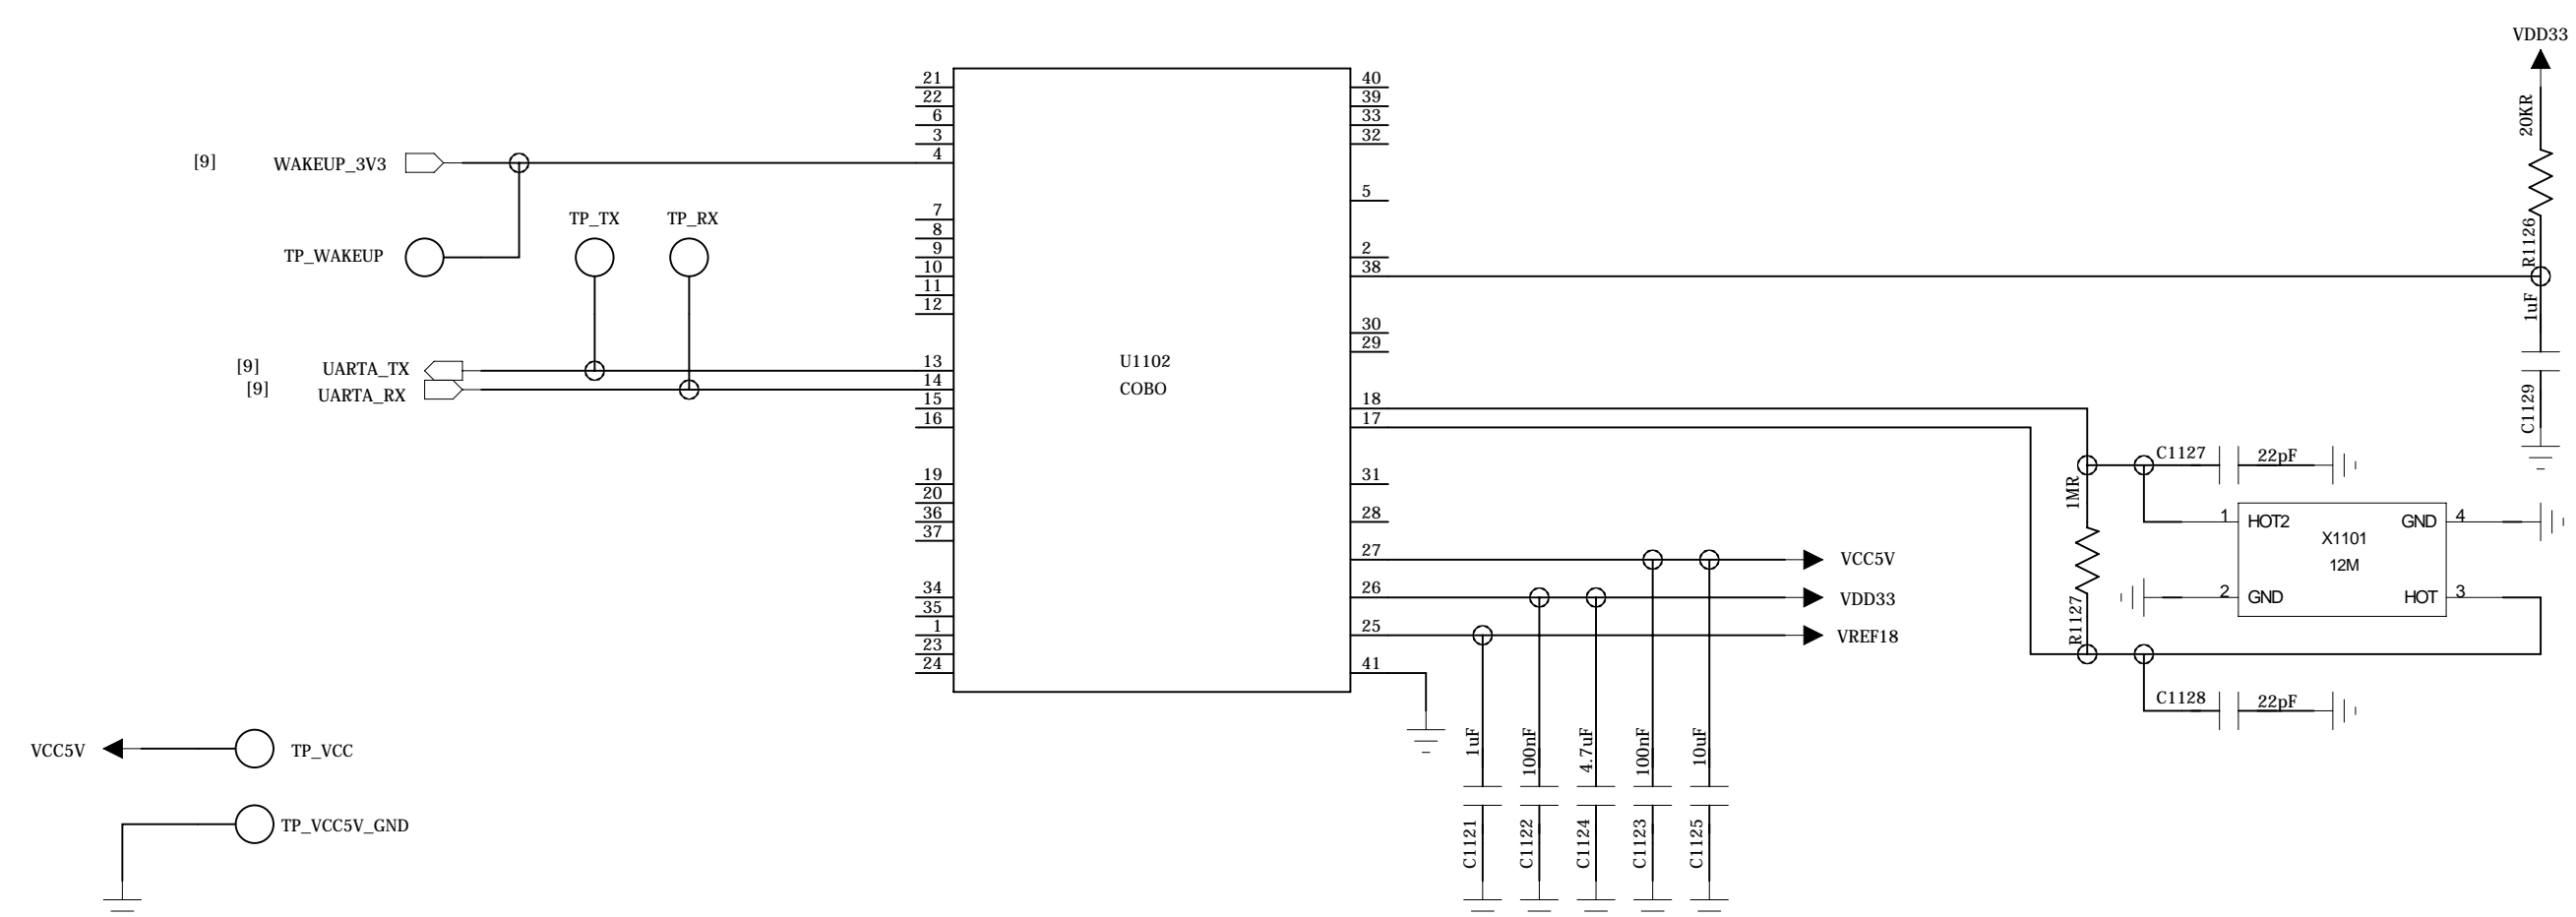 VDD33
20KR
R1126
1uF
C1129
21
22
6
3
4
7
8
9
10
11
12
13
14
15
16
19
20
36
37
34
35
1
23
24
40
39
33
32
5
2
38
30
29
18
17
31
28
27
26
25
41
U1102
COBO
[9] WAKEUP_3V3
TP_WAKEUP
TP_TX
TP_RX
[9] UARTA_TX
[9] UARTA_RX
VCC5V
VDD33
VREF18
1uF
100nF
4.7uF
100nF
10uF
C1121
C1122
C1124
C1123
C1125
1MR
R1127
C1127 22pF
1 HOT2 GND 4
X1101
12M
2 GND HOT 3
C1128 22pF
VCC5V TP_VCC
TP_VCC5V_GND